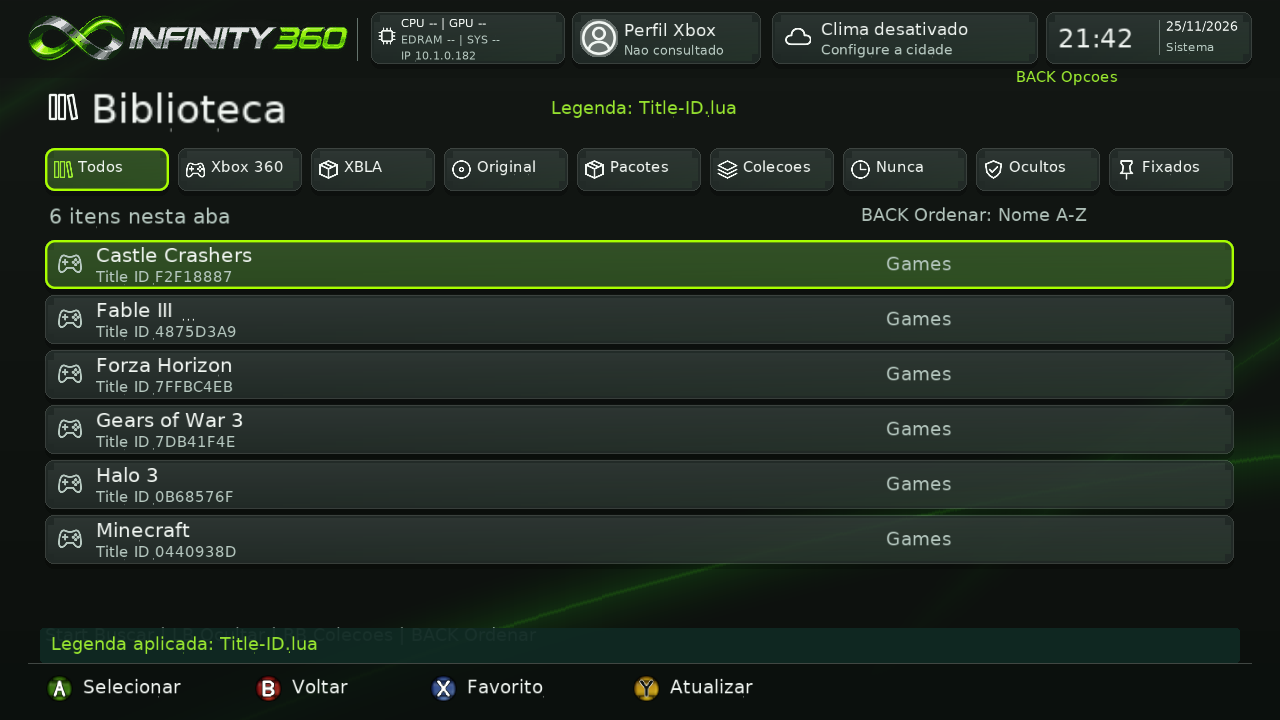 INFINITY 360
CPU -- | GPU --
EDRAM -- | SYS --
IP 10.1.0.182
Perfil Xbox
Nao consultado
Clima desativado
Configure a cidade
21:42
25/11/2026
Sistema
BACK Opcoes
Biblioteca
Legenda: Title-ID.lua
Todos
Xbox 360
XBLA
Original
Pacotes
Colecoes
Nunca
Ocultos
Fixados
6 itens nesta aba
BACK Ordenar: Nome A-Z
Castle Crashers
Title ID F2F18887
Games
Fable III ...
Title ID 4875D3A9
Games
Forza Horizon
Title ID 7FFBC4EB
Games
Gears of War 3
Title ID 7DB41F4E
Games
Halo 3
Title ID 0B68576F
Games
Minecraft
Title ID 0440938D
Games
Colecoes | BACK Ordenar
Legenda aplicada: Title-ID.lua
A Selecionar
B Voltar
X Favorito
Y Atualizar